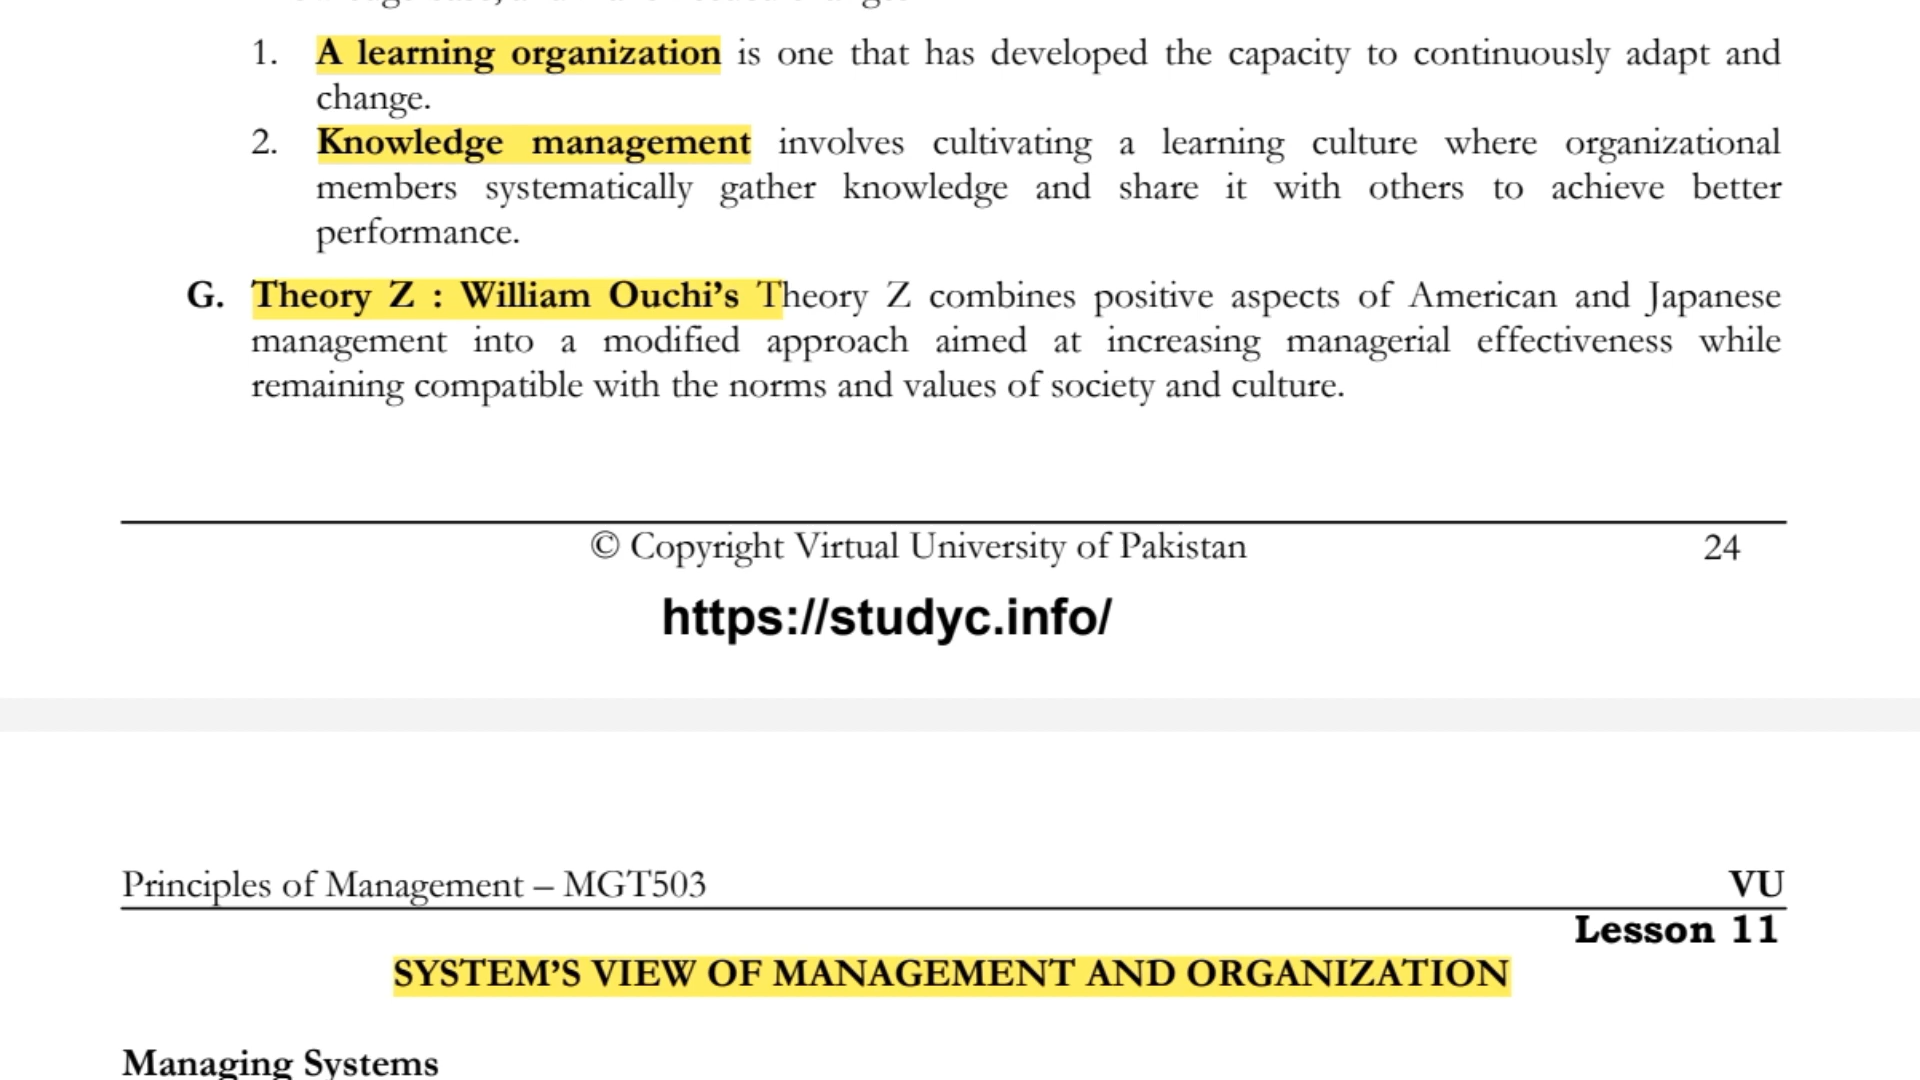 1. A learning organization is one that has developed the capacity to continuously adapt and
change.
2. Knowledge management involves cultivating a learning culture where organizational
members systematically gather knowledge and share it with others to achieve better
performance.
G. Theory Z : William Ouchi’s Theory Z combines positive aspects of American and Japanese
management into a modified approach aimed at increasing managerial effectiveness while
remaining compatible with the norms and values of society and culture.
© Copyright Virtual University of Pakistan 24
https://studyc.info/
Principles of Management – MGT503 VU
Lesson 11
SYSTEM’S VIEW OF MANAGEMENT AND ORGANIZATION
Managing Systems